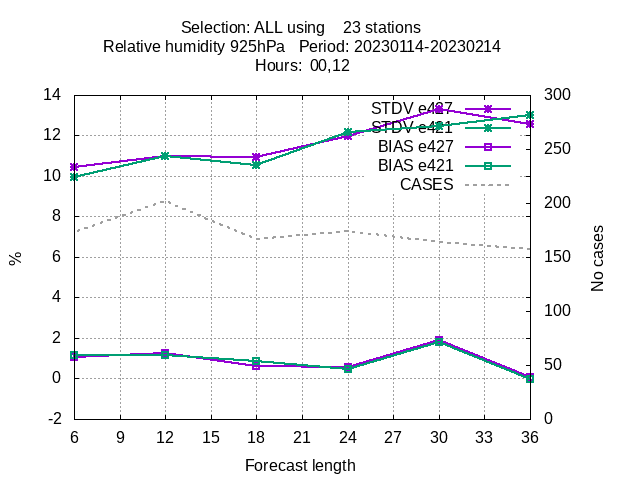 Selection: ALL using    23 stations
Relative humidity 925hPa   Period: 20230114-20230214
Hours:  00,12
STDV e427
STDV e421
BIAS e427
BIAS e421
CASES
14
12
10
8
6
4
2
0
-2
%
300
250
200
150
100
50
0
No cases
6 9 12 15 18 21 24 27 30 33 36
Forecast length